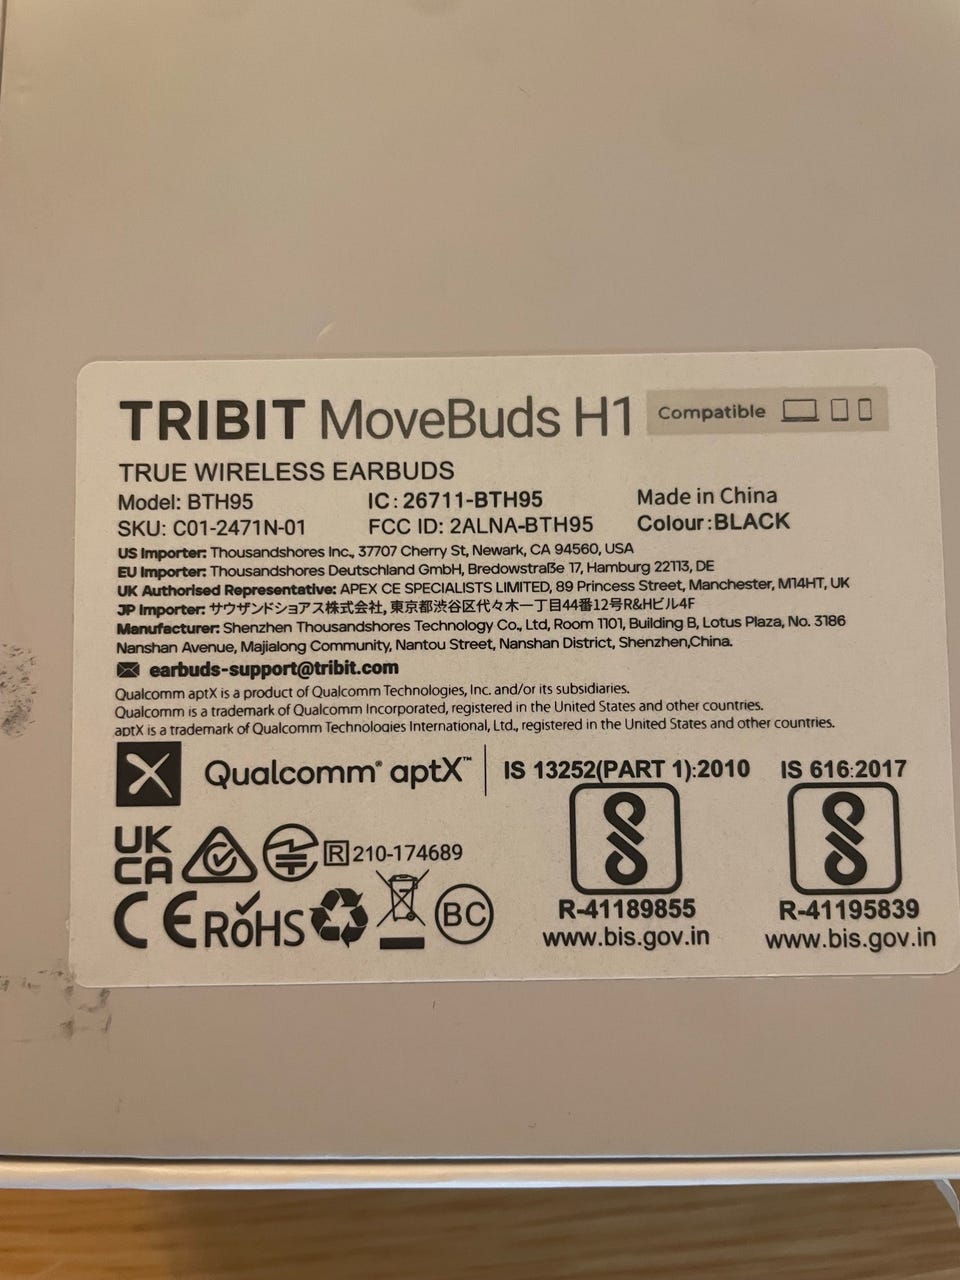 TRIBIT MoveBuds H1 Compatible
TRUE WIRELESS EARBUDS
Model: BTH95 IC: 26711-BTH95 Made in China
SKU: C01-2471N-01 FCC ID: 2ALNA-BTH95 Colour:BLACK
US Importer: Thousandshores Inc., 37707 Cherry St, Newark, CA 94560, USA
EU Importer: Thousandshores Deutschland GmbH, Bredowstraße 17, Hamburg 22113, DE
UK Authorised Representative: APEX CE SPECIALISTS LIMITED, 89 Princess Street, Manchester, M14HT, UK
JP Importer: サウザンドショアス株式会社, 東京都渋谷区代々木一丁目44番12号R&Hビル4F
Manufacturer: Shenzhen Thousandshores Technology Co., Ltd, Room 1101, Building B, Lotus Plaza, No. 3186
Nanshan Avenue, Majialong Community, Nantou Street, Nanshan District, Shenzhen,China.
earbuds-support@tribit.com
Qualcomm aptX is a product of Qualcomm Technologies, Inc. and/or its subsidiaries.
Qualcomm is a trademark of Qualcomm Incorporated, registered in the United States and other countries.
aptX is a trademark of Qualcomm Technologies International, Ltd., registered in the United States and other countries.
Qualcomm® aptX™ IS 13252(PART 1):2010 IS 616:2017
UK
CA R 210-174689
CE RoHS BC R-41189855 R-41195839
www.bis.gov.in www.bis.gov.in